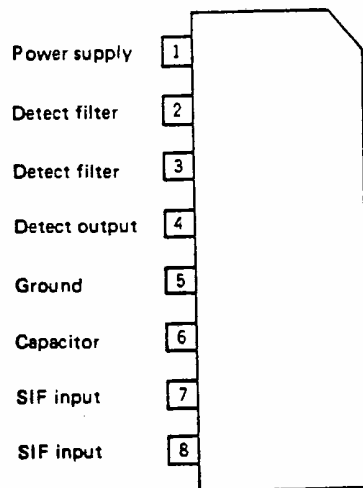 Power supply 1
Detect filter 2
Detect filter 3
Detect output 4
Ground 5
Capacitor 6
SIF input 7
SIF input 8